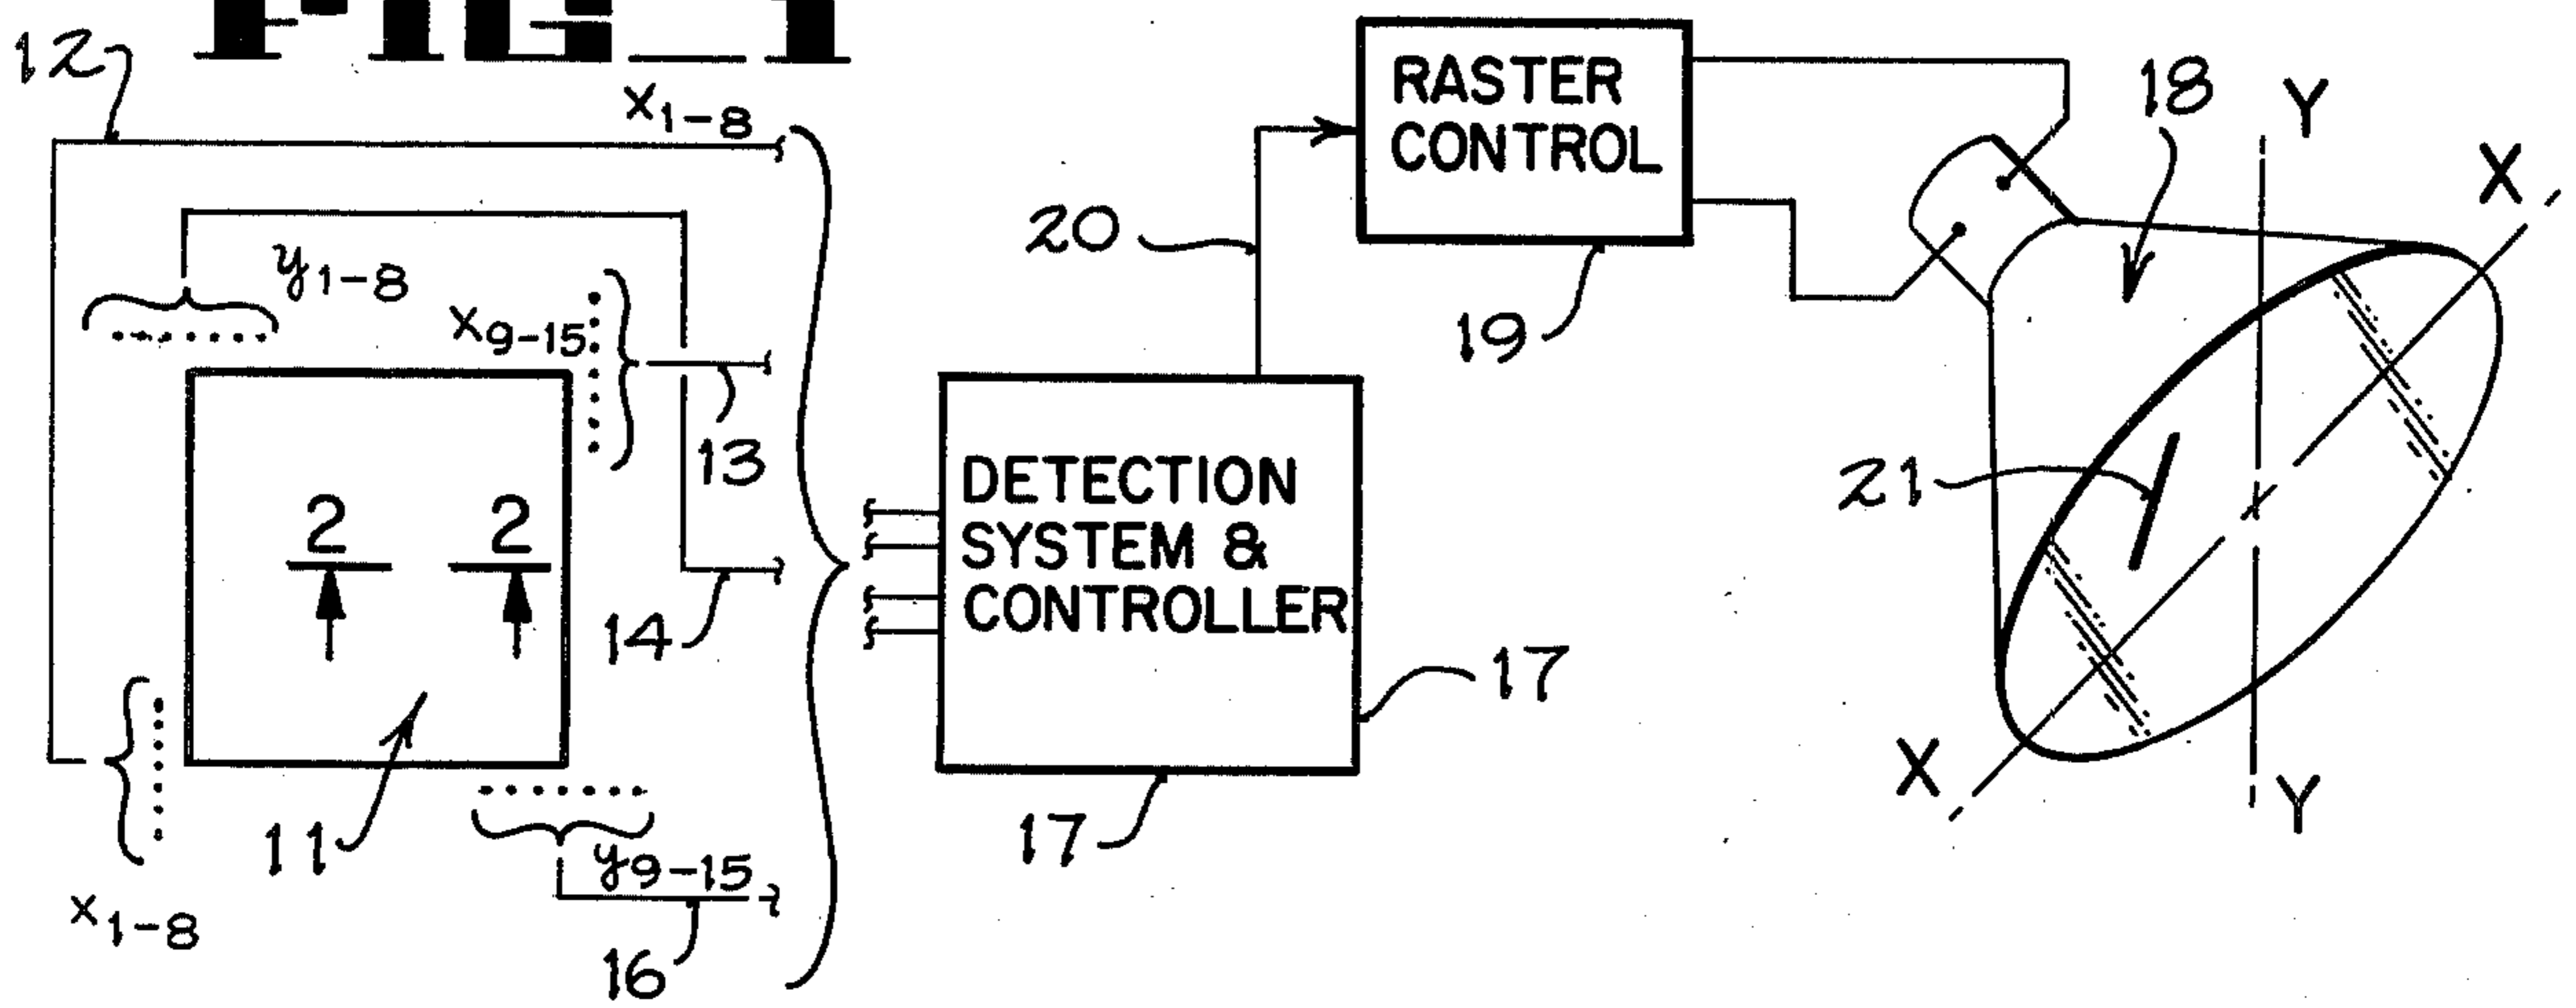 FIG_1
12
X1-8
y1-8
X9-15
13
2 2
14
11
X1-8
y9-15
16
DETECTION
SYSTEM &
CONTROLLER
17
17
20
RASTER
CONTROL
19
18
Y
X
21
X
Y